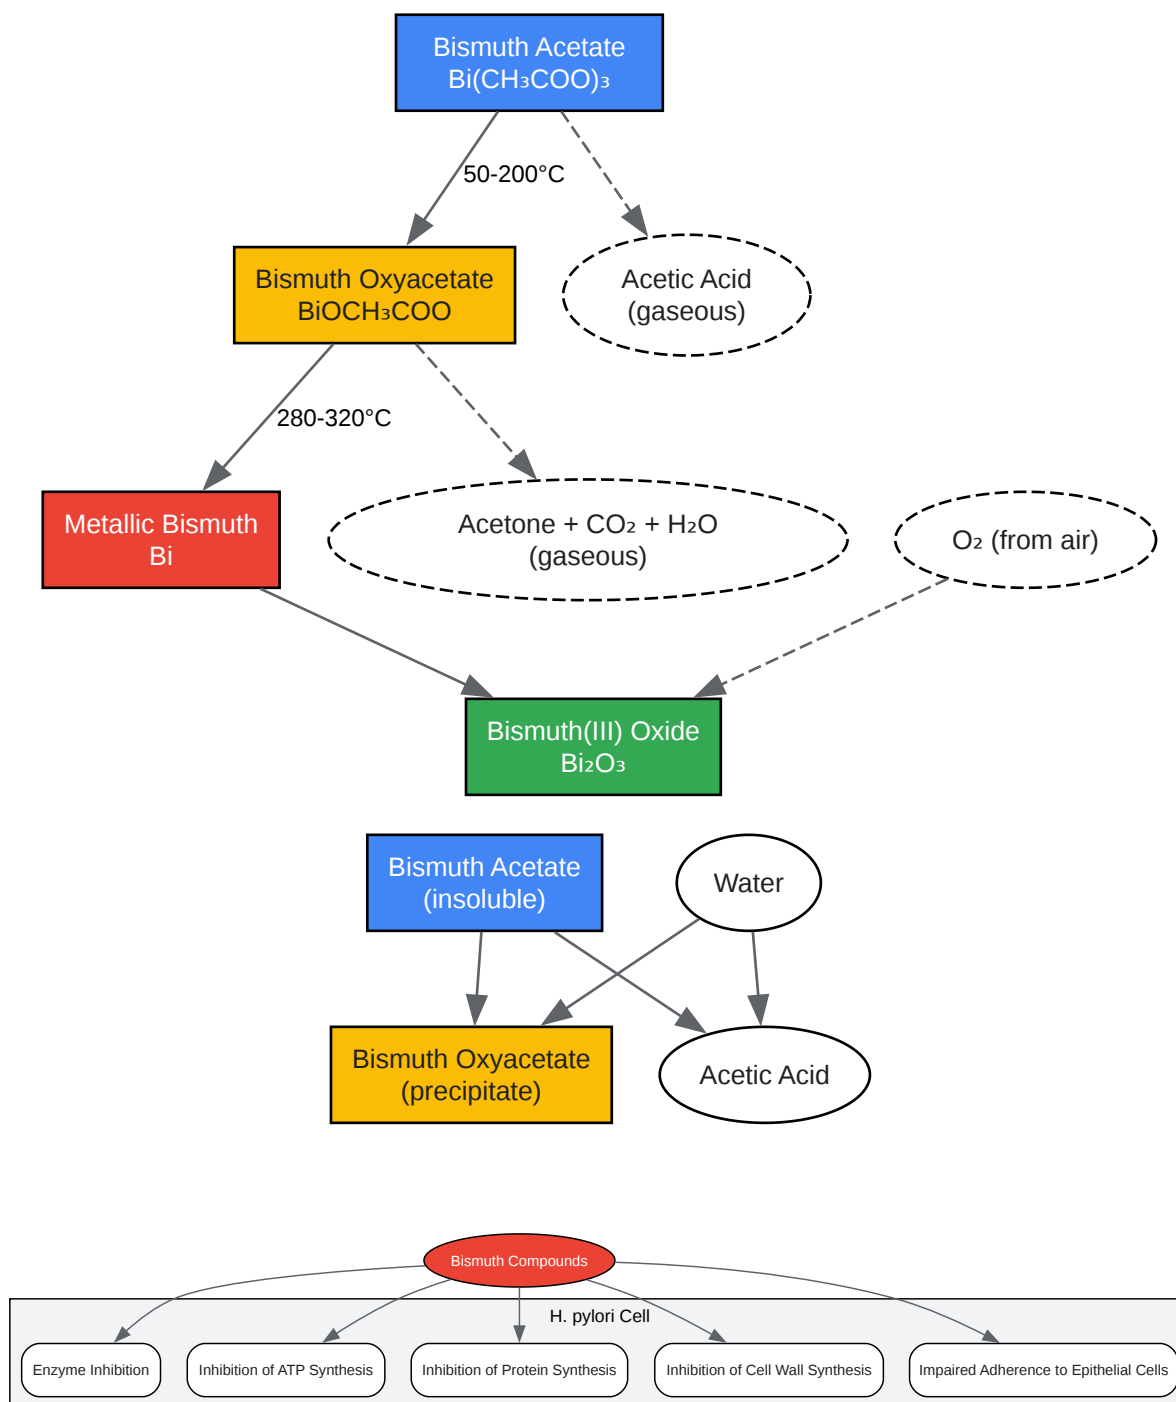 Bismuth Acetate
Bi(CH₃COO)₃
50-200°C
Bismuth Oxyacetate
BiOCH₃COO
Acetic Acid
(gaseous)
280-320°C
Metallic Bismuth
Bi
Acetone + CO₂ + H₂O
(gaseous)
O₂ (from air)
Bismuth(III) Oxide
Bi₂O₃
Bismuth Acetate
(insoluble)
Water
Bismuth Oxyacetate
(precipitate)
Acetic Acid
Bismuth Compounds
H. pylori Cell
Enzyme Inhibition
Inhibition of ATP Synthesis
Inhibition of Protein Synthesis
Inhibition of Cell Wall Synthesis
Impaired Adherence to Epithelial Cells